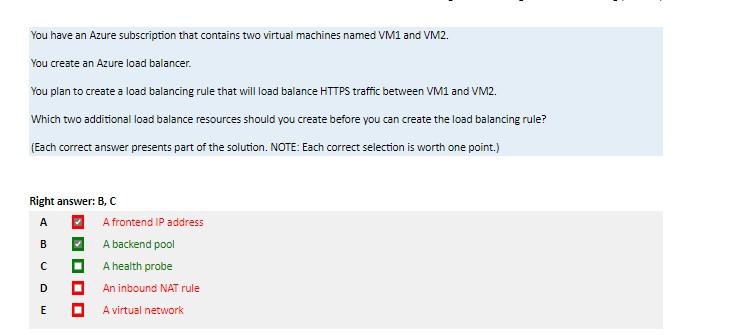 You have an Azure subscription that contains two virtual machines named VM1 and VM2.
You create an Azure load balancer.
You plan to create a load balancing rule that will load balance HTTPS traffic between VM1 and VM2.
Which two additional load balance resources should you create before you can create the load balancing rule?
(Each correct answer presents part of the solution. NOTE: Each correct selection is worth one point.)
Right answer: B, C
A A frontend IP address
B A backend pool
C A health probe
D An inbound NAT rule
E A virtual network